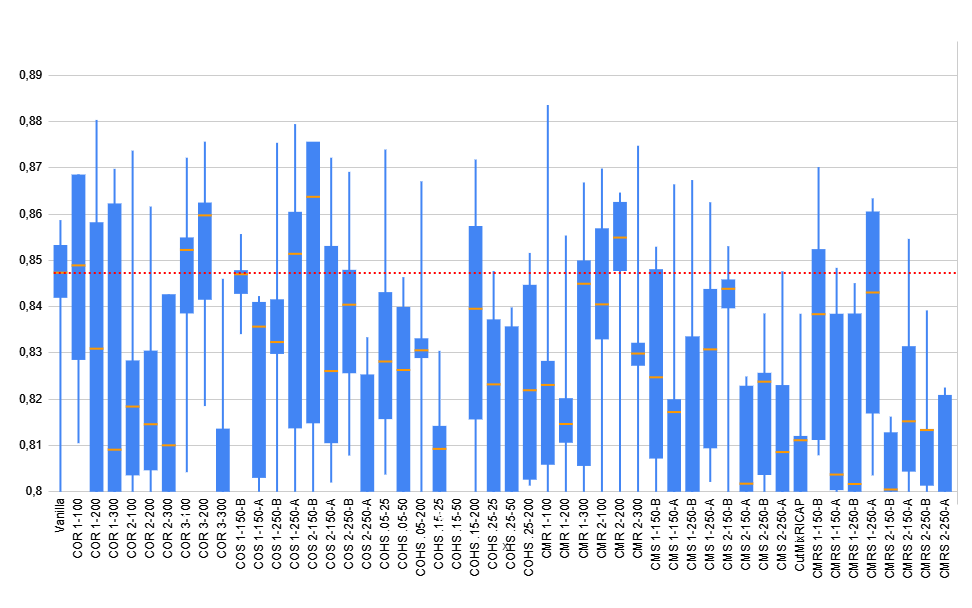 0,89
0,88
0,87
0,86
0,85
0,84
0,83
0,82
0,81
0,8
Vanilla
COR 1-100
COR 1-200
COR 1-300
COR 2-100
COR 2-200
COR 2-300
COR 3-100
COR 3-200
COR 3-300
COS 1-150-B
COS 1-150-A
COS 1-250-B
COS 1-250-A
COS 2-150-B
COS 2-150-A
COS 2-250-B
COS 2-250-A
COHS .05-25
COHS .05-50
COHS .05-200
COHS .15-25
COHS .15-50
COHS .15-200
COHS .25-25
COHS .25-50
COHS .25-200
CMR 1-100
CMR 1-200
CMR 1-300
CMR 2-100
CMR 2-200
CMR 2-300
CMS 1-150-B
CMS 1-150-A
CMS 1-250-B
CMS 1-250-A
CMS 2-150-B
CMS 2-150-A
CMS 2-250-B
CMS 2-250-A
CutMixRICAP
CMRS 1-150-B
CMRS 1-150-A
CMRS 1-250-B
CMRS 1-250-A
CMRS 2-150-B
CMRS 2-150-A
CMRS 2-250-B
CMRS 2-250-A